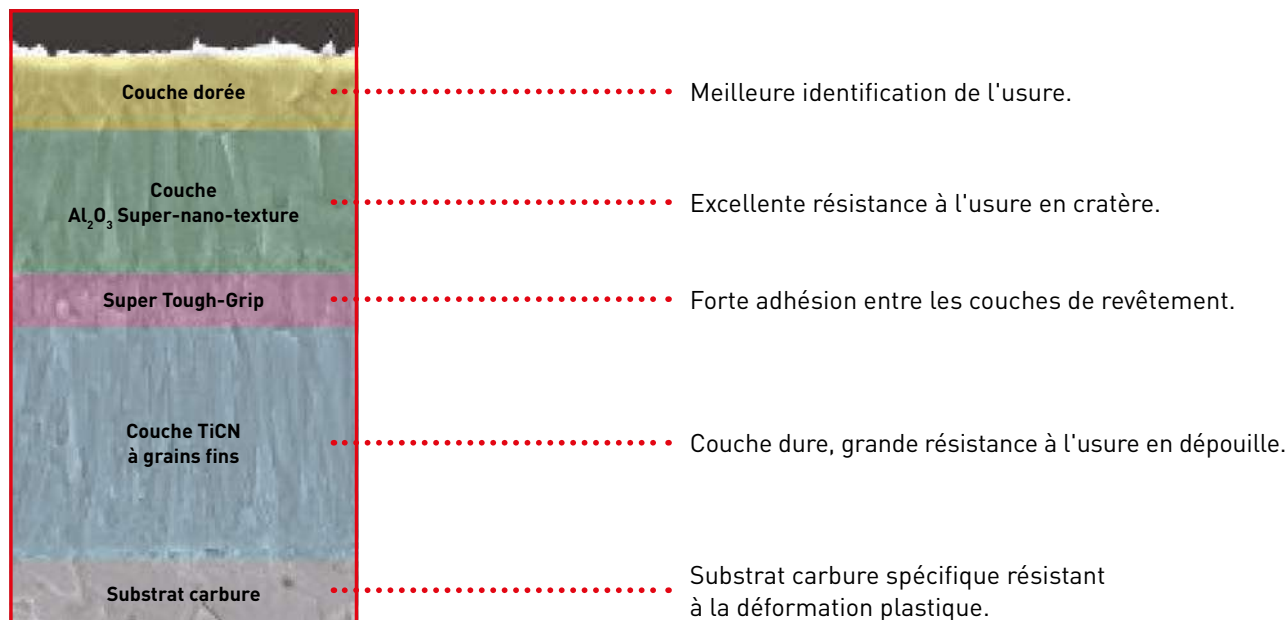 Couche dorée
Meilleure identification de l'usure.
Couche
Al₂O₃ Super-nano-texture
Excellente résistance à l'usure en cratère.
Super Tough-Grip
Forte adhésion entre les couches de revêtement.
Couche TiCN
à grains fins
Couche dure, grande résistance à l'usure en dépouille.
Substrat carbure
Substrat carbure spécifique résistant
à la déformation plastique.